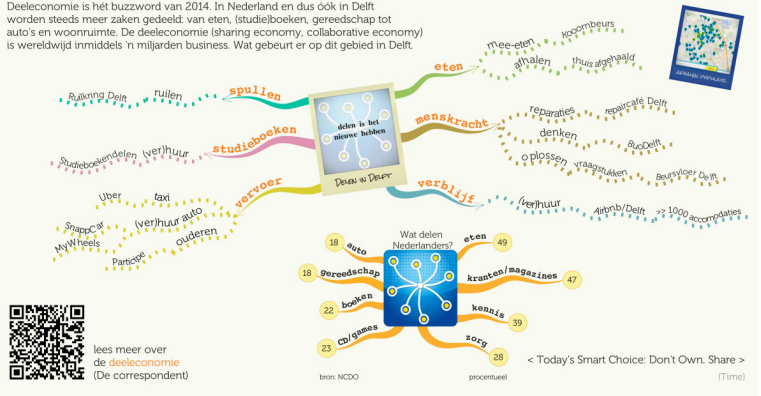 Deeleconomie is hét buzzword van 2014. In Nederland en dus óók in Delft
worden steeds meer zaken gedeeld: van eten, (studie)boeken, gereedschap tot
auto's en woonruimte. De deeleconomie (sharing economy, collaborative economy)
is wereldwijd inmiddels 'n miljarden business. Wat gebeurt er op dit gebied in Delft.
eten
mee-eten
Kooornbeurs
afhalen
thuis afgehaald
AFHALEN POPULAIR.
spullen
ruilen
Ruilkring Delft
delen is het
nieuwe hebben
DELEN IN DELFT
menskracht
reparaties
repaircafé Delft
denken
BuoDelft
oplossen
vraagstukken
Beursvloer Delft
studieboeken
(ver)huur
Studieboekendelen
vervoer
taxi
Uber
(ver)huur auto
SnappCar
MyWheels
ouderen
Participe
verblijf
(ver)huur
Airbnb/Delft
>> 1000 accomodaties
Wat delen
Nederlanders?
18
auto
18
gereedschap
22
boeken
23
CD/games
eten
49
kranten/magazines
47
kennis
39
zorg
28
bron: NCDO
procentueel
lees meer over
de deeleconomie
(De correspondent)
< Today's Smart Choice: Don't Own. Share >
(Time)